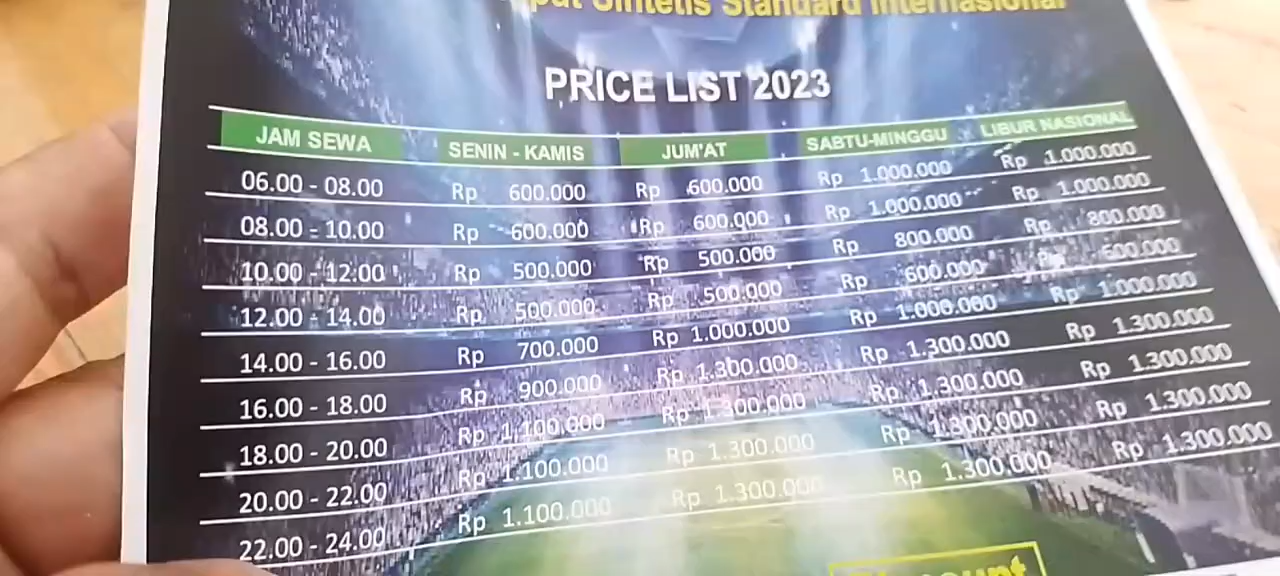 Sintetis Standard Internasional
PRICE LIST 2023
JAM SEWA SENIN - KAMIS JUM'AT SABTU-MINGGU LIBUR NASIONAL
06.00 - 08.00 Rp 600.000 Rp 600.000 Rp 1.000.000 Rp 1.000.000
08.00 - 10.00 Rp 600.000 Rp 600.000 Rp 1.000.000 Rp 1.000.000
10.00 - 12.00 Rp 500.000 Rp 500.000 Rp 800.000 Rp 800.000
12.00 - 14.00 Rp 500.000 Rp 500.000 Rp 600.000 Rp 600.000
14.00 - 16.00 Rp 700.000 Rp 1.000.000 Rp 1.000.000 Rp 1.000.000
16.00 - 18.00 Rp 900.000 Rp 1.300.000 Rp 1.300.000 Rp 1.300.000
18.00 - 20.00 Rp 1.100.000 Rp 1.300.000 Rp 1.300.000 Rp 1.300.000
20.00 - 22.00 Rp 1.100.000 Rp 1.300.000 Rp 1.300.000 Rp 1.300.000
22.00 - 24.00 Rp 1.100.000 Rp 1.300.000 Rp 1.300.000 Rp 1.300.000